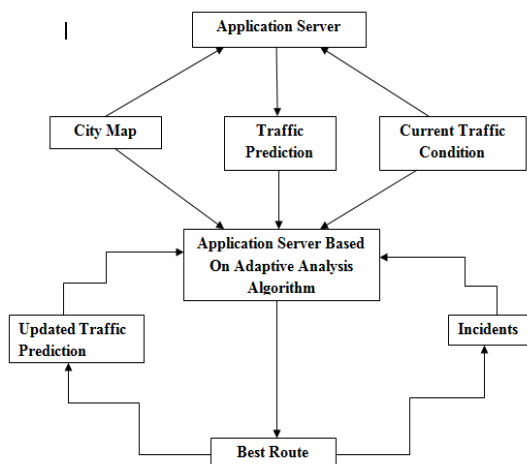 Application Server
City Map
Traffic
Prediction
Current Traffic
Condition
Application Server Based
On Adaptive Analysis
Algorithm
Updated Traffic
Prediction
Incidents
Best Route